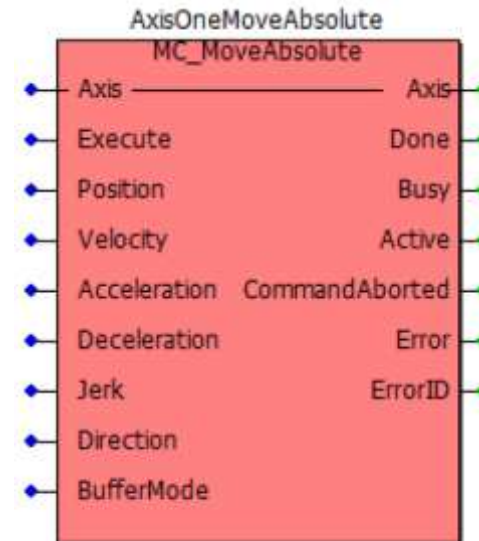 AxisOneMoveAbsolute
MC_MoveAbsolute
Axis Axis
Execute Done
Position Busy
Velocity Active
Acceleration CommandAborted
Deceleration Error
Jerk ErrorID
Direction
BufferMode